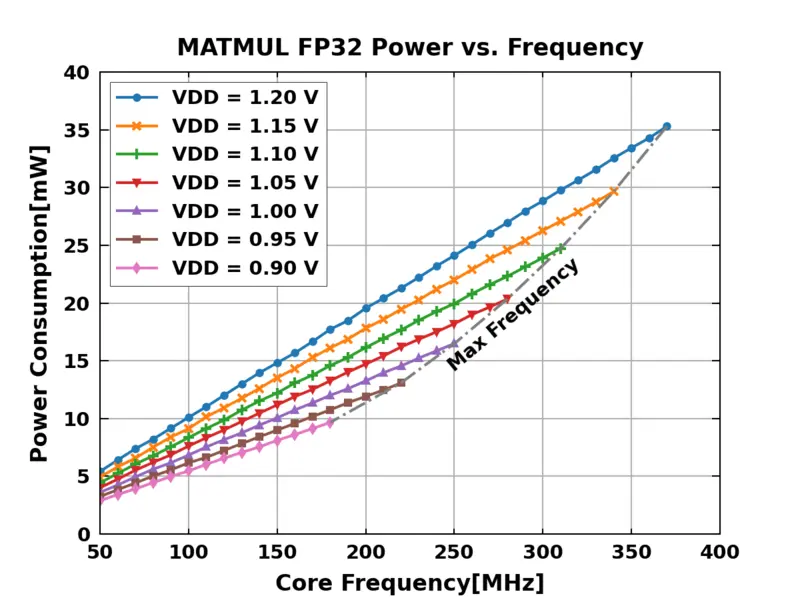 MATMUL FP32 Power vs. Frequency
40
35
30
25
20
15
10
5
0
50
100
150
200
250
300
350
400
Power Consumption[mW]
Core Frequency[MHz]
VDD = 1.20 V
VDD = 1.15 V
VDD = 1.10 V
VDD = 1.05 V
VDD = 1.00 V
VDD = 0.95 V
VDD = 0.90 V
Max Frequency